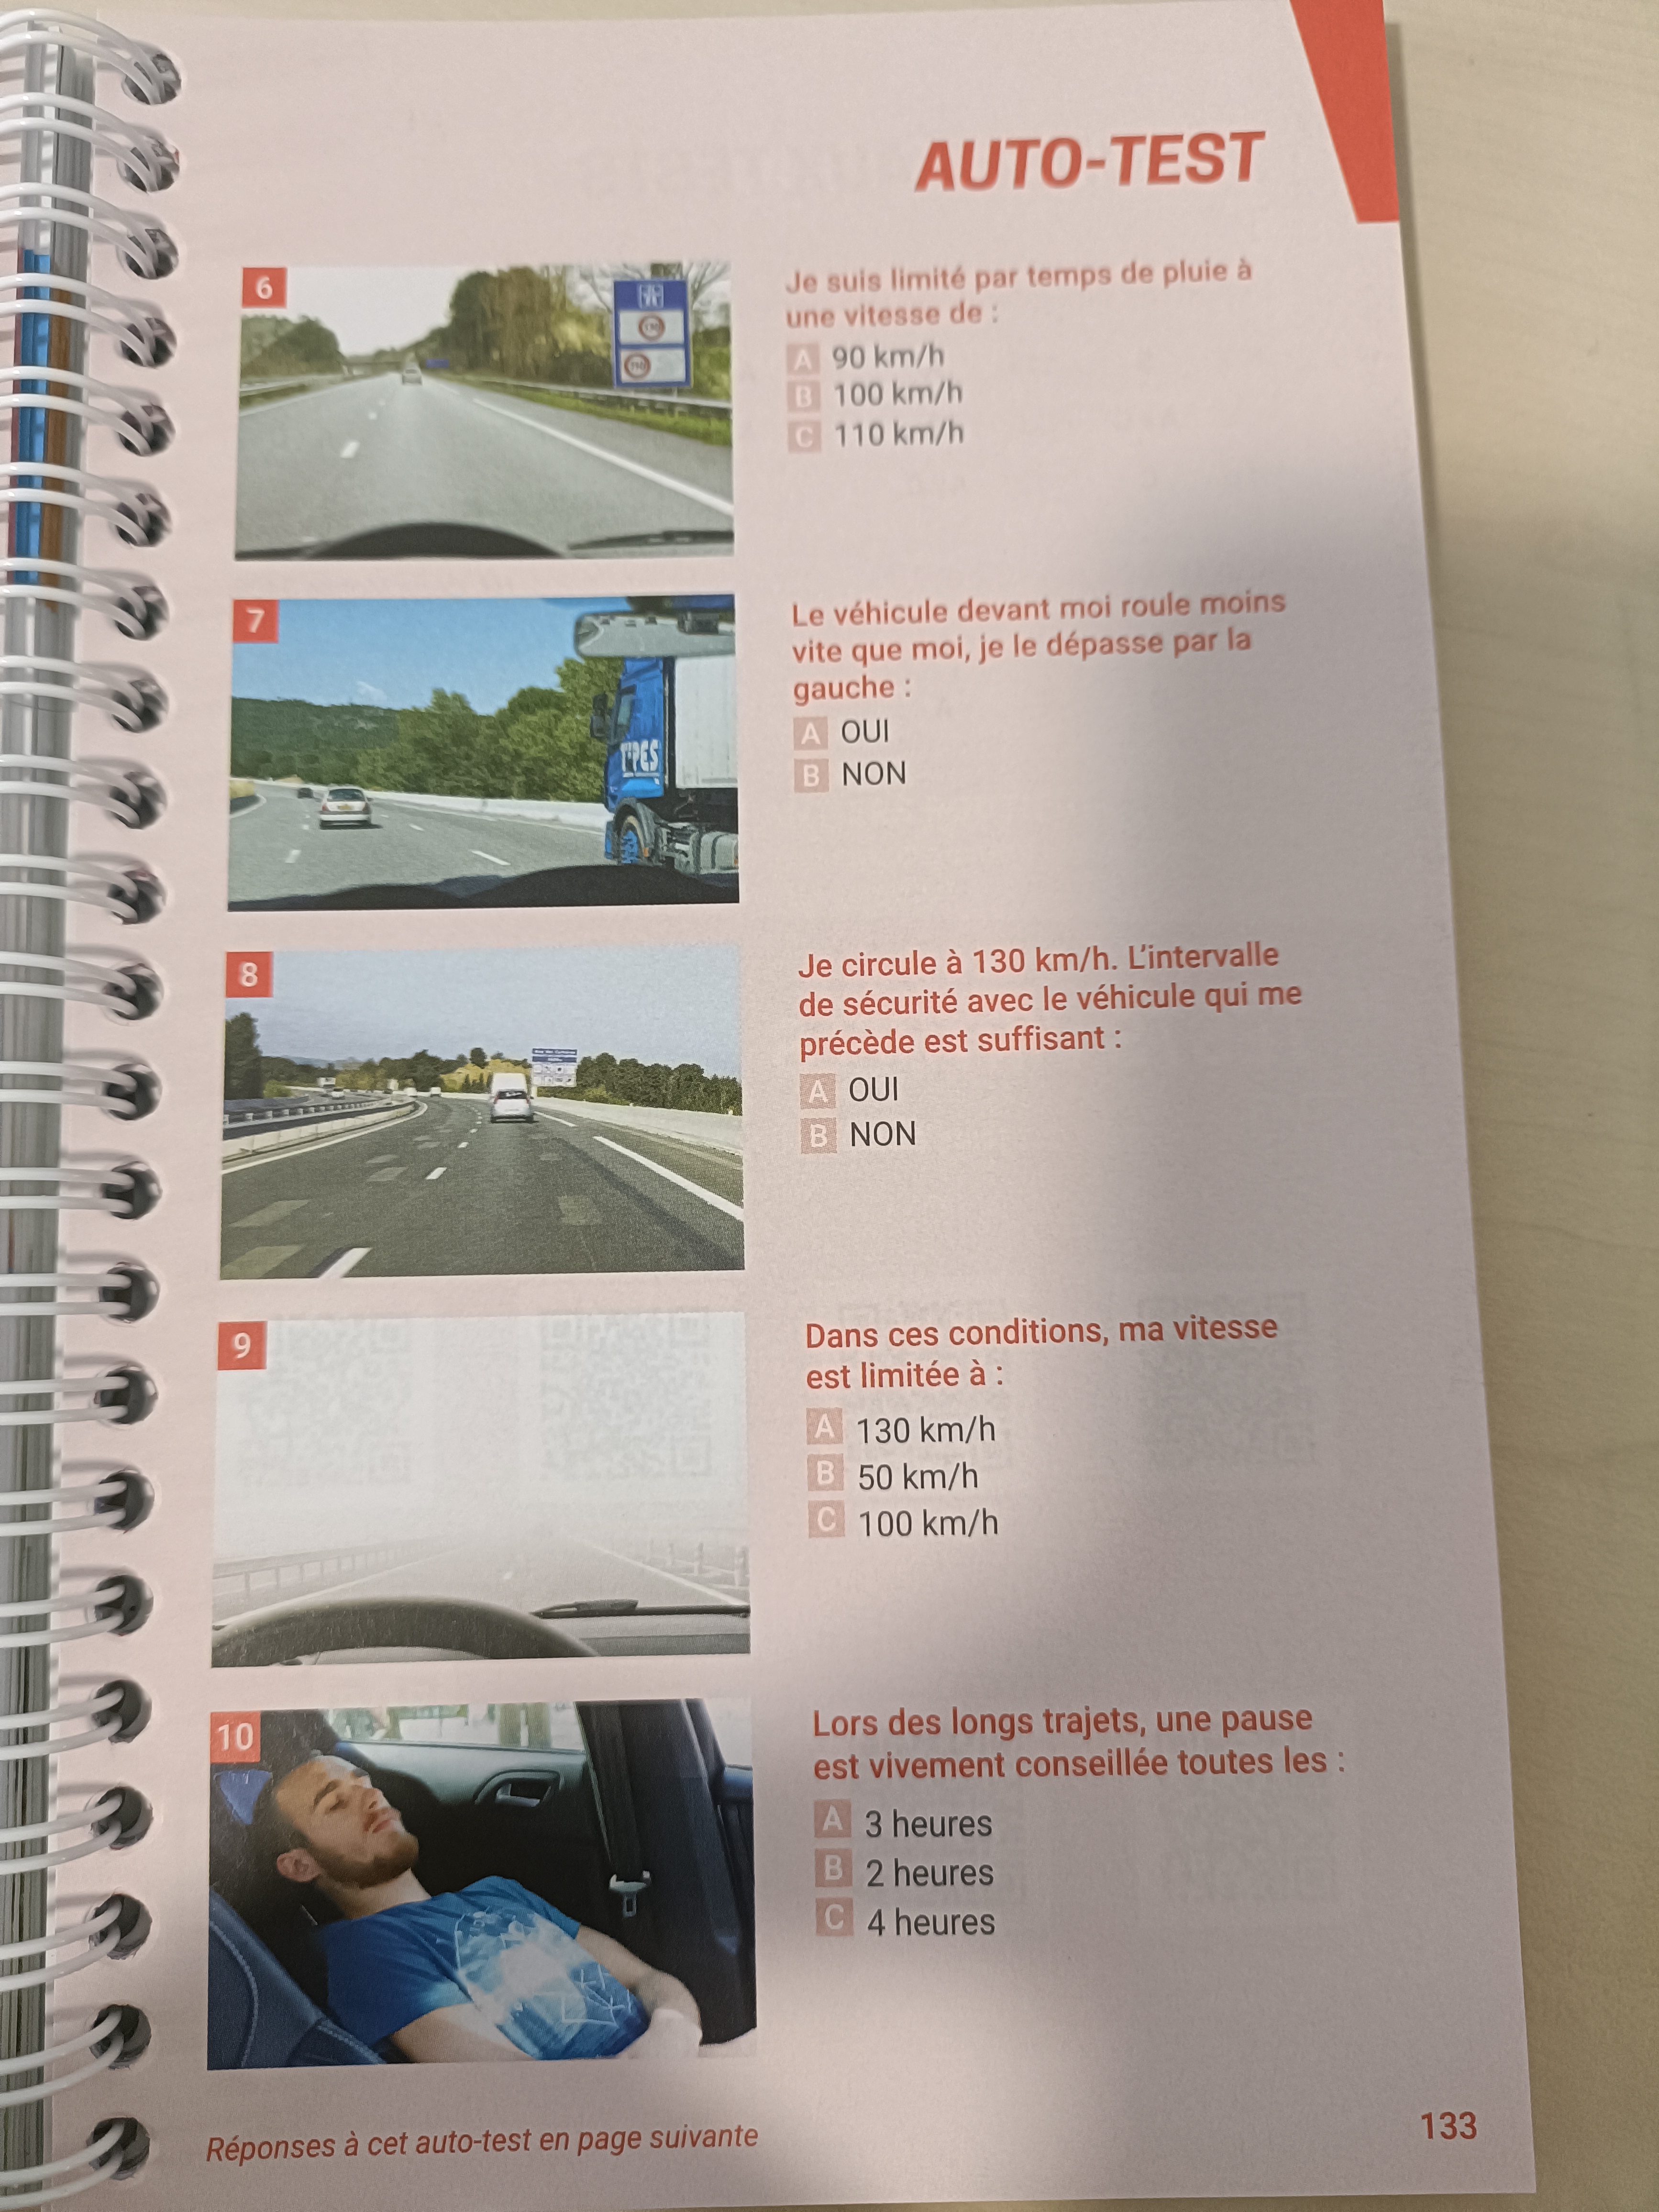 AUTO-TEST
6
130
110
Je suis limité par temps de pluie à
une vitesse de :
A 90 km/h
B 100 km/h
C 110 km/h
7
Le véhicule devant moi roule moins
vite que moi, je le dépasse par la
gauche :
A OUI
B NON
8
Je circule à 130 km/h. L'intervalle
de sécurité avec le véhicule qui me
précède est suffisant :
A OUI
B NON
9
Dans ces conditions, ma vitesse
est limitée à :
A 130 km/h
B 50 km/h
C 100 km/h
10
Lors des longs trajets, une pause
est vivement conseillée toutes les :
A 3 heures
B 2 heures
C 4 heures
Réponses à cet auto-test en page suivante
133